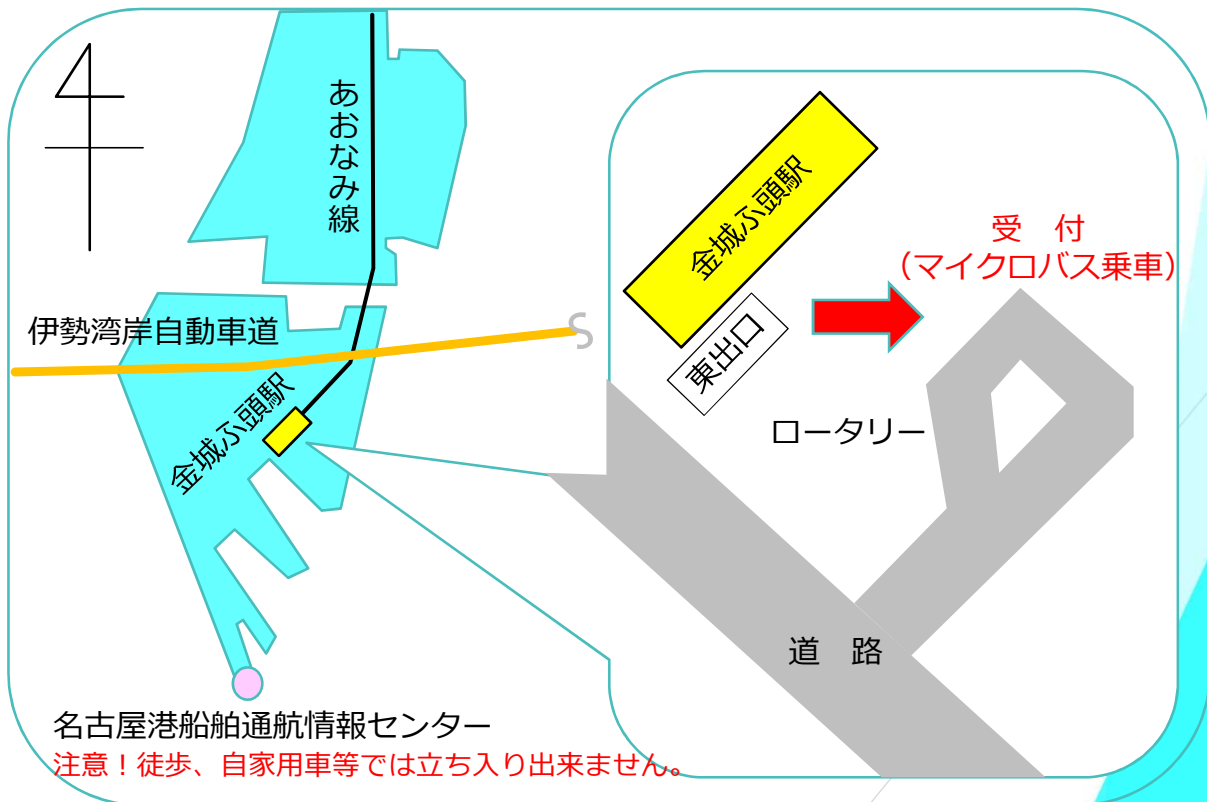 あおなみ線
伊勢湾岸自動車道
金城ふ頭駅
名古屋港船舶通航情報センター
注意！徒歩、自家用車等では立ち入り出来ません。
金城ふ頭駅
東出口
受　付
（マイクロバス乗車）
ロータリー
道　路